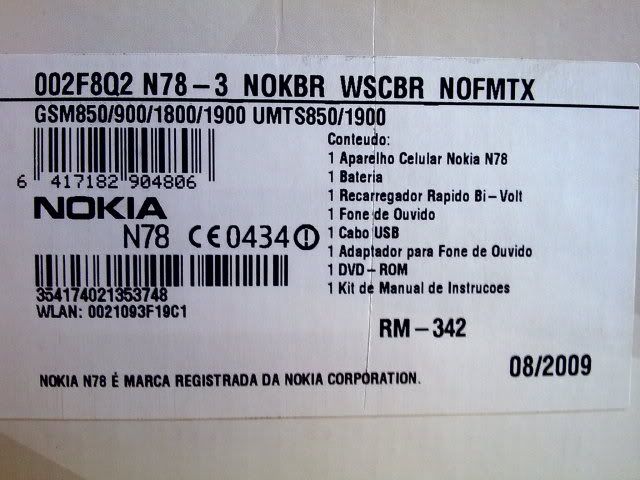 002F8Q2 N78-3 NOKBR WSCBR NOFMTX
GSM850/900/1800/1900 UMTS850/1900
6 417182 904806
NOKIA
N78 CE0434
354174021353748
WLAN: 0021093F19C1
Conteudo:
1 Aparelho Celular Nokia N78
1 Bateria
1 Recarregador Rapido Bi-Volt
1 Fone de Ouvido
1 Cabo USB
1 Adaptador para Fone de Ouvido
1 DVD-ROM
1 Kit de Manual de Instrucoes
RM-342
08/2009
NOKIA N78 É MARCA REGISTRADA DA NOKIA CORPORATION.